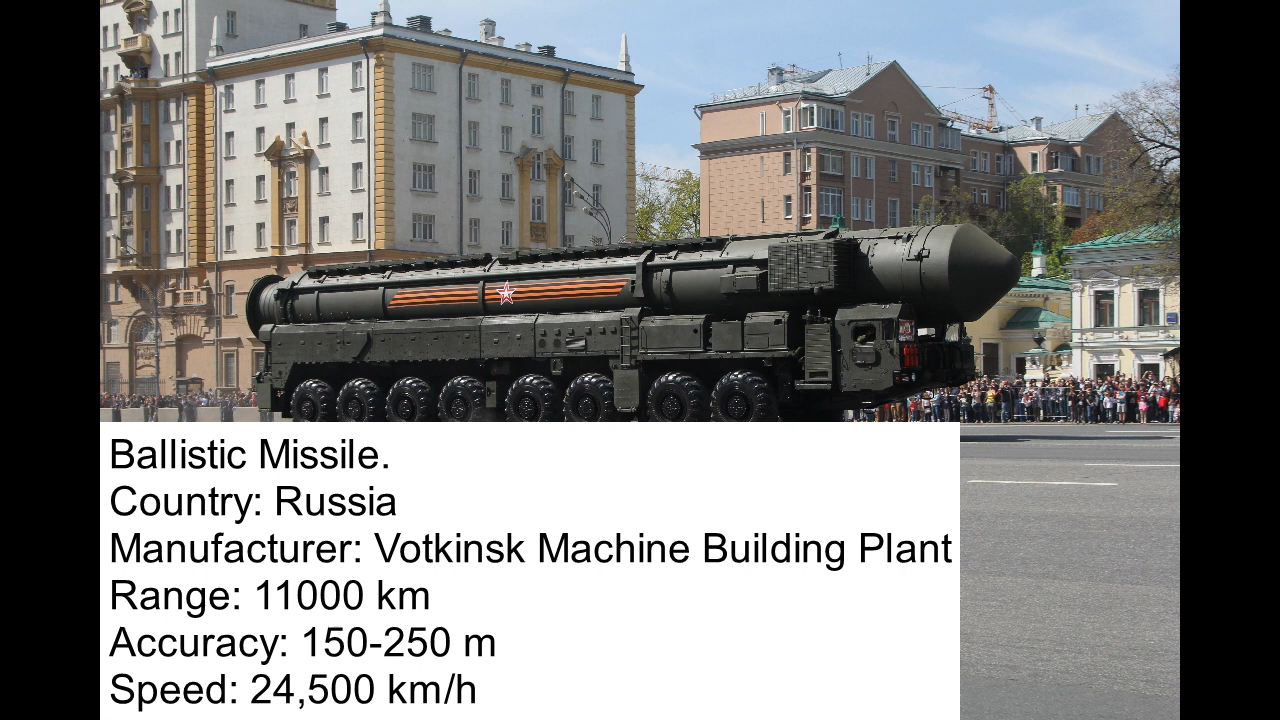 Ballistic Missile.
Country: Russia
Manufacturer: Votkinsk Machine Building Plant
Range: 11000 km
Accuracy: 150-250 m
Speed: 24,500 km/h